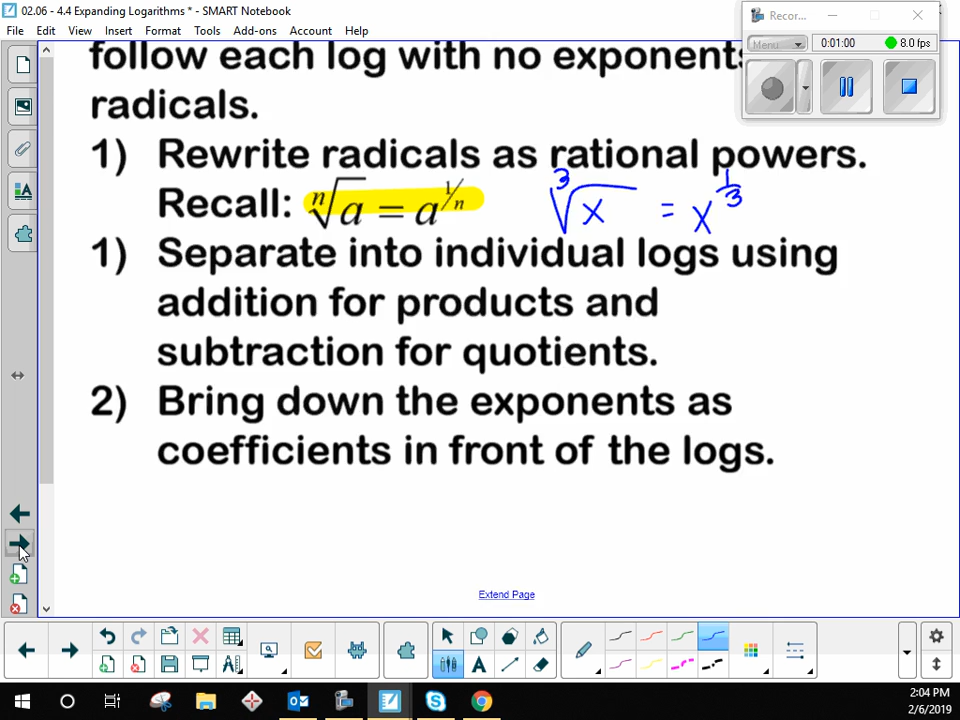 02.06 - 4.4 Expanding Logarithms * - SMART Notebook
File Edit View Insert Format Tools Add-ons Account Help
Recor...
Menu
0:01:00
8.0 fps
follow each log with no exponents
radicals.
1) Rewrite radicals as rational powers.
Recall: ⁿ√a = a^(1/n) ³√x = x^(1/3)
1) Separate into individual logs using
addition for products and
subtraction for quotients.
2) Bring down the exponents as
coefficients in front of the logs.
Extend Page
2:04 PM
2/6/2019